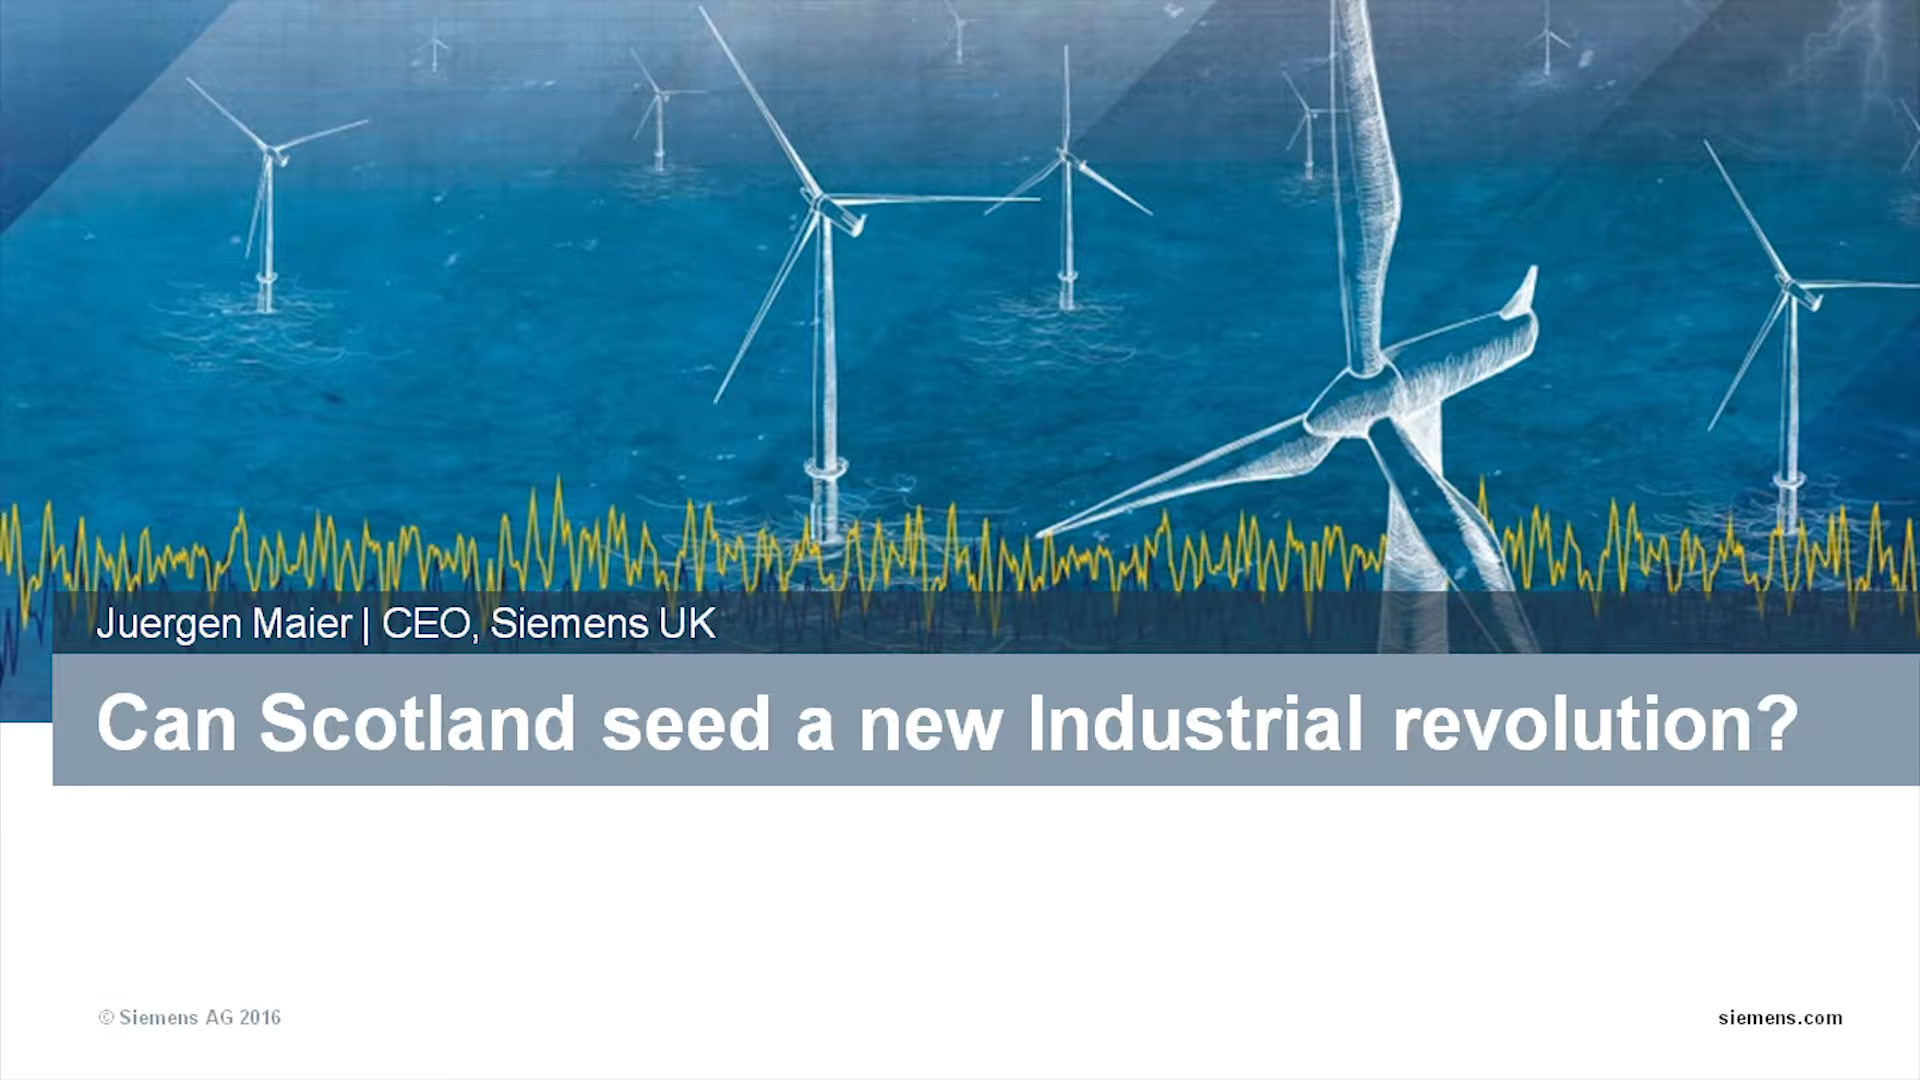 Juergen Maier | CEO, Siemens UK
Can Scotland seed a new Industrial revolution?
© Siemens AG 2016
siemens.com